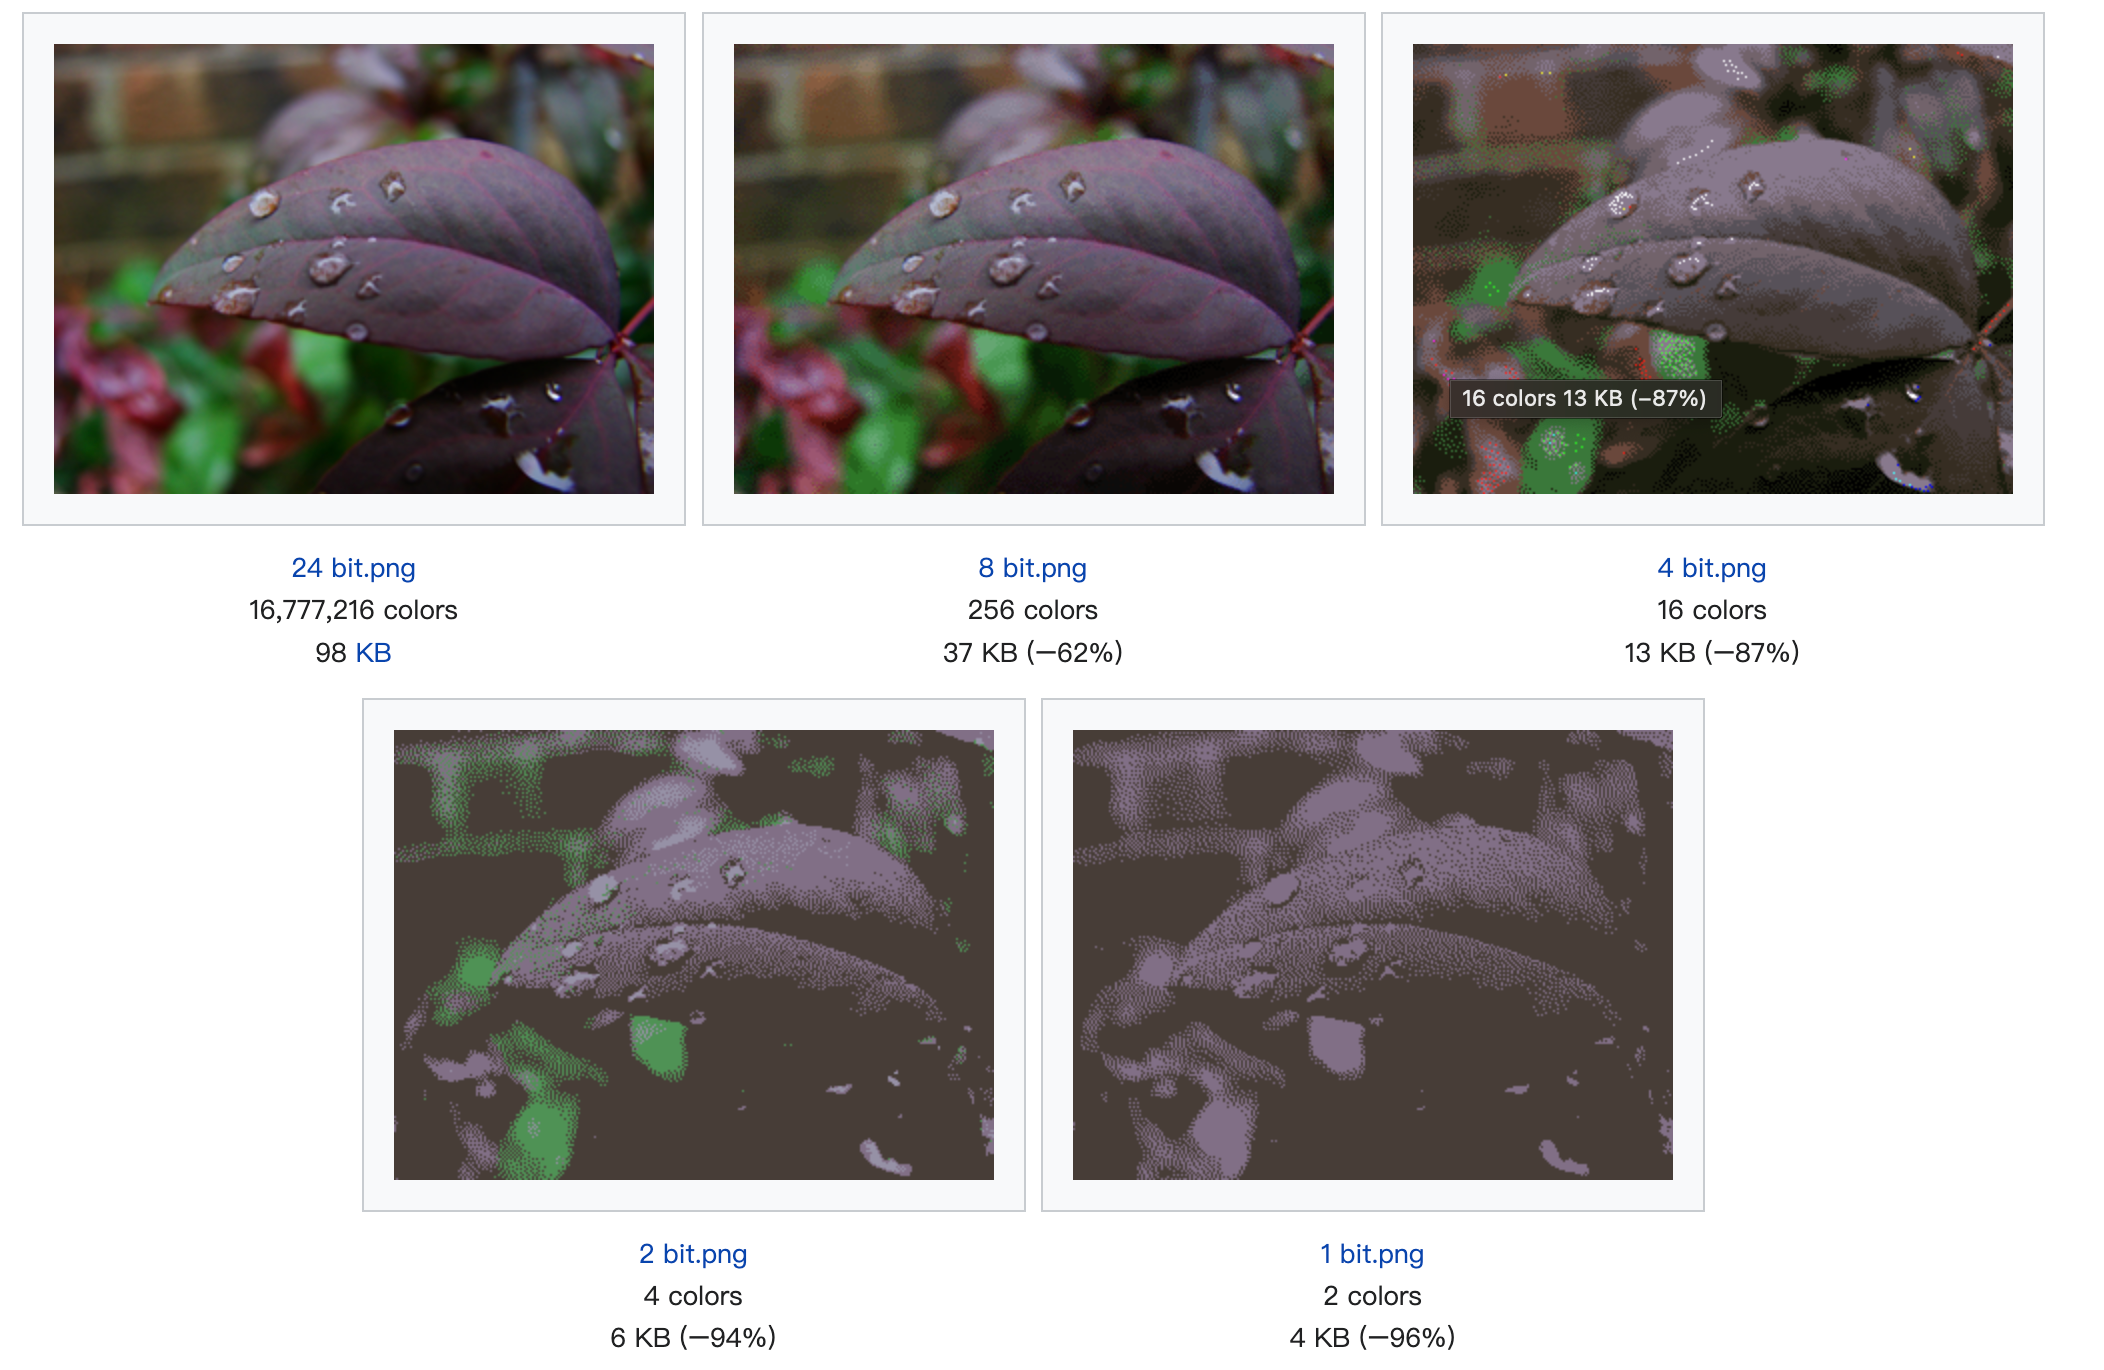 16 colors 13 KB (−87%)
24 bit.png
16,777,216 colors
98 KB
8 bit.png
256 colors
37 KB (−62%)
4 bit.png
16 colors
13 KB (−87%)
2 bit.png
4 colors
6 KB (−94%)
1 bit.png
2 colors
4 KB (−96%)